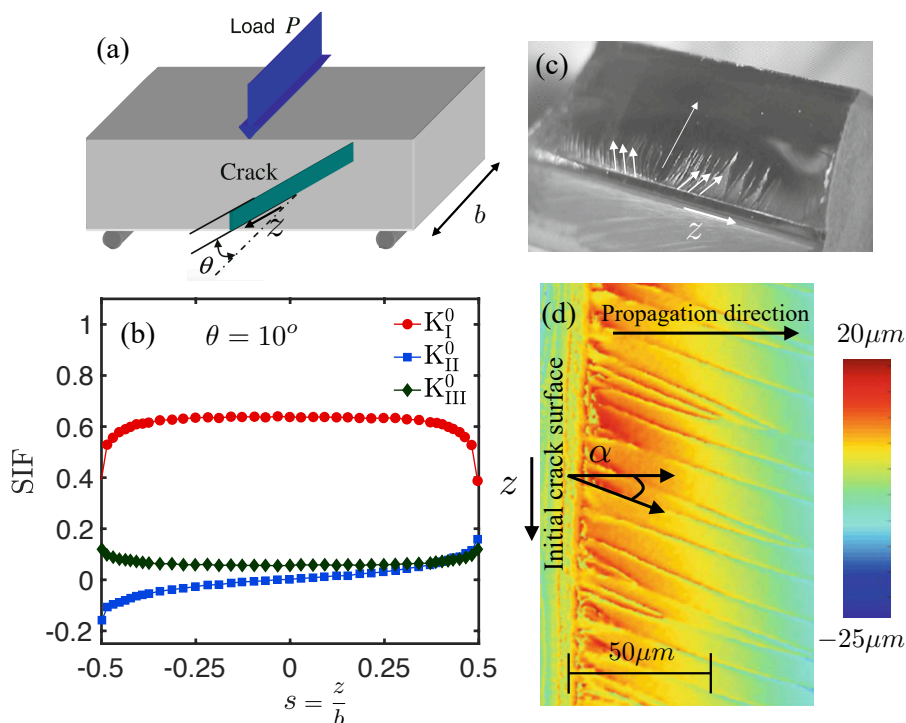 (a)
Load P
Crack
z
θ
b
(c)
z
(b)
θ = 10°
K_I^0
K_II^0
K_III^0
1
0.8
0.6
0.4
0.2
0
-0.2
SIF
-0.5
-0.25
0
0.25
0.5
s = z/b
(d)
Propagation direction
Initial crack surface
z
α
50μm
20μm
−25μm